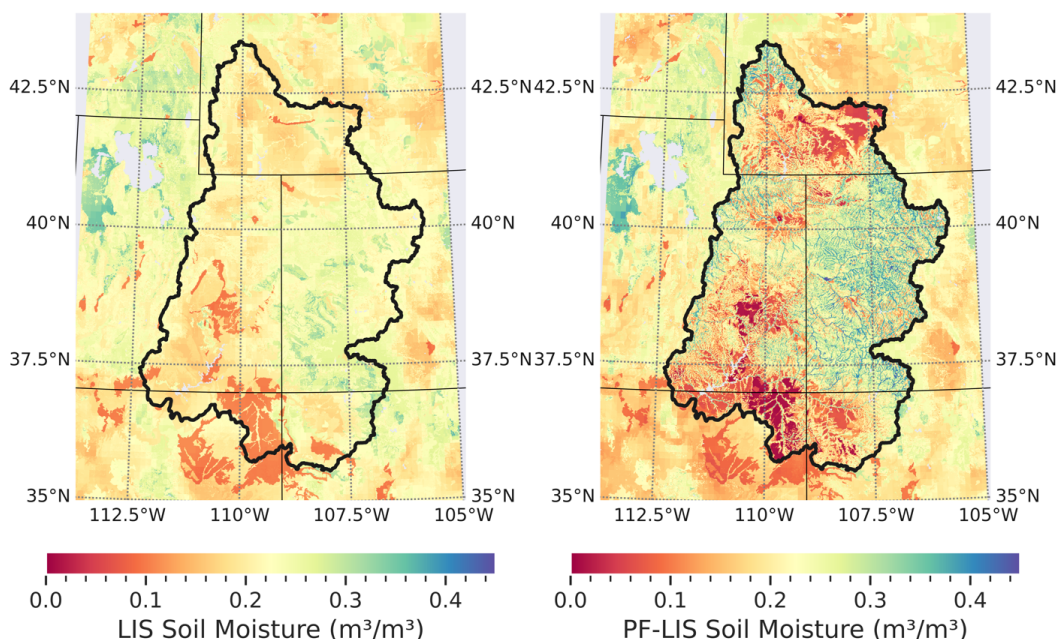 42.5°N
42.5°N 42.5°N
42.5°N
40°N
40°N 40°N
40°N
37.5°N
37.5°N 37.5°N
37.5°N
35°N
35°N 35°N
35°N
112.5°W 110°W 107.5°W 105°W
112.5°W 110°W 107.5°W 105°W
0.0 0.1 0.2 0.3 0.4
0.0 0.1 0.2 0.3 0.4
LIS Soil Moisture (m³/m³)
PF-LIS Soil Moisture (m³/m³)